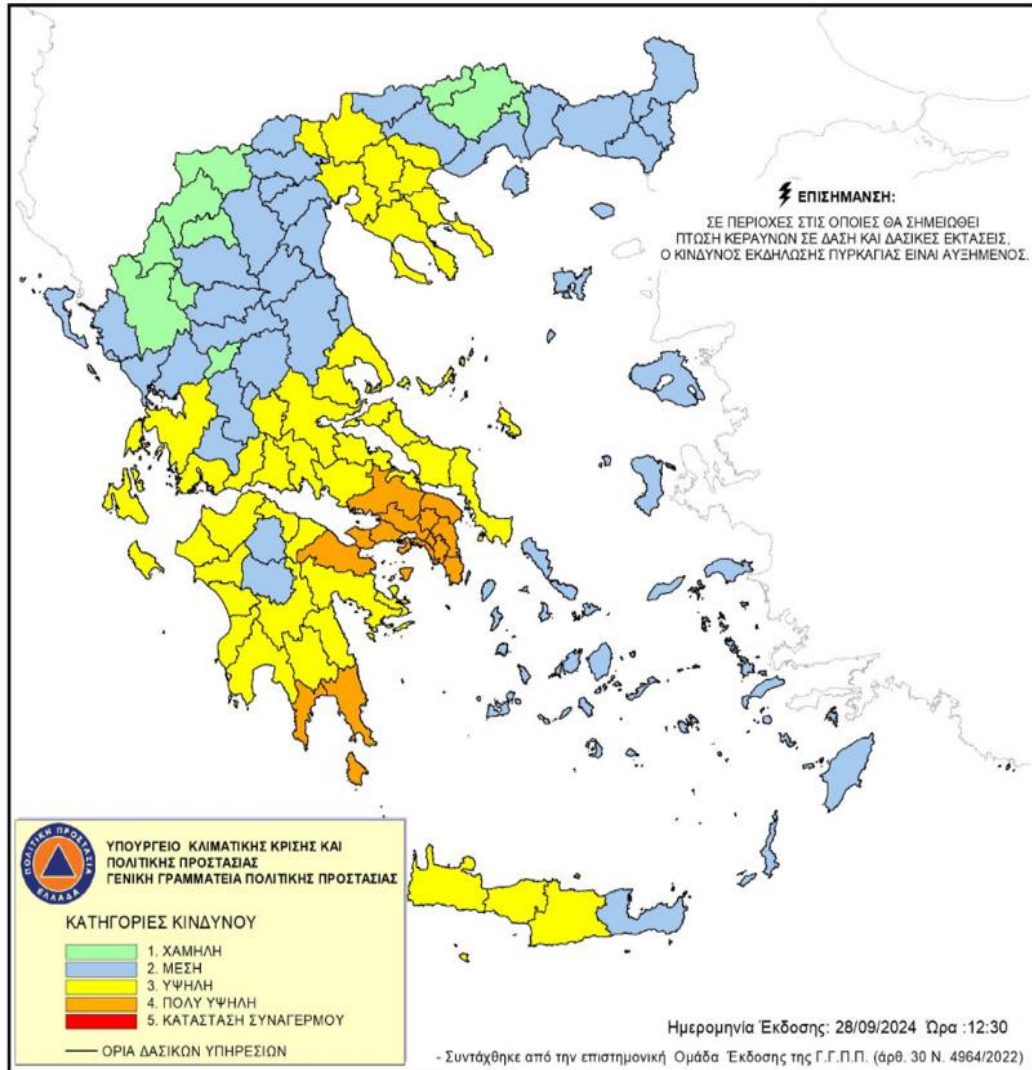 ΕΠΙΣΗΜΑΝΣΗ:
ΣΕ ΠΕΡΙΟΧΕΣ ΣΤΙΣ ΟΠΟΙΕΣ ΘΑ ΣΗΜΕΙΩΘΕΙ
ΠΤΩΣΗ ΚΕΡΑΥΝΩΝ ΣΕ ΔΑΣΗ ΚΑΙ ΔΑΣΙΚΕΣ ΕΚΤΑΣΕΙΣ,
Ο ΚΙΝΔΥΝΟΣ ΕΚΔΗΛΩΣΗΣ ΠΥΡΚΑΓΙΑΣ ΕΙΝΑΙ ΑΥΞΗΜΕΝΟΣ.
ΠΟΛΙΤΙΚΗ ΠΡΟΣΤΑΣΙΑ
ΕΛΛΑΔΑ
ΥΠΟΥΡΓΕΙΟ ΚΛΙΜΑΤΙΚΗΣ ΚΡΙΣΗΣ ΚΑΙ
ΠΟΛΙΤΙΚΗΣ ΠΡΟΣΤΑΣΙΑΣ
ΓΕΝΙΚΗ ΓΡΑΜΜΑΤΕΙΑ ΠΟΛΙΤΙΚΗΣ ΠΡΟΣΤΑΣΙΑΣ
ΚΑΤΗΓΟΡΙΕΣ ΚΙΝΔΥΝΟΥ
1. ΧΑΜΗΛΗ
2. ΜΕΣΗ
3. ΥΨΗΛΗ
4. ΠΟΛΥ ΥΨΗΛΗ
5. ΚΑΤΑΣΤΑΣΗ ΣΥΝΑΓΕΡΜΟΥ
ΟΡΙΑ ΔΑΣΙΚΩΝ ΥΠΗΡΕΣΙΩΝ
Ημερομηνία Έκδοσης: 28/09/2024 Ώρα :12:30
- Συντάχθηκε από την επιστημονική Ομάδα Έκδοσης της Γ.Γ.Π.Π. (άρθ. 30 Ν. 4964/2022)